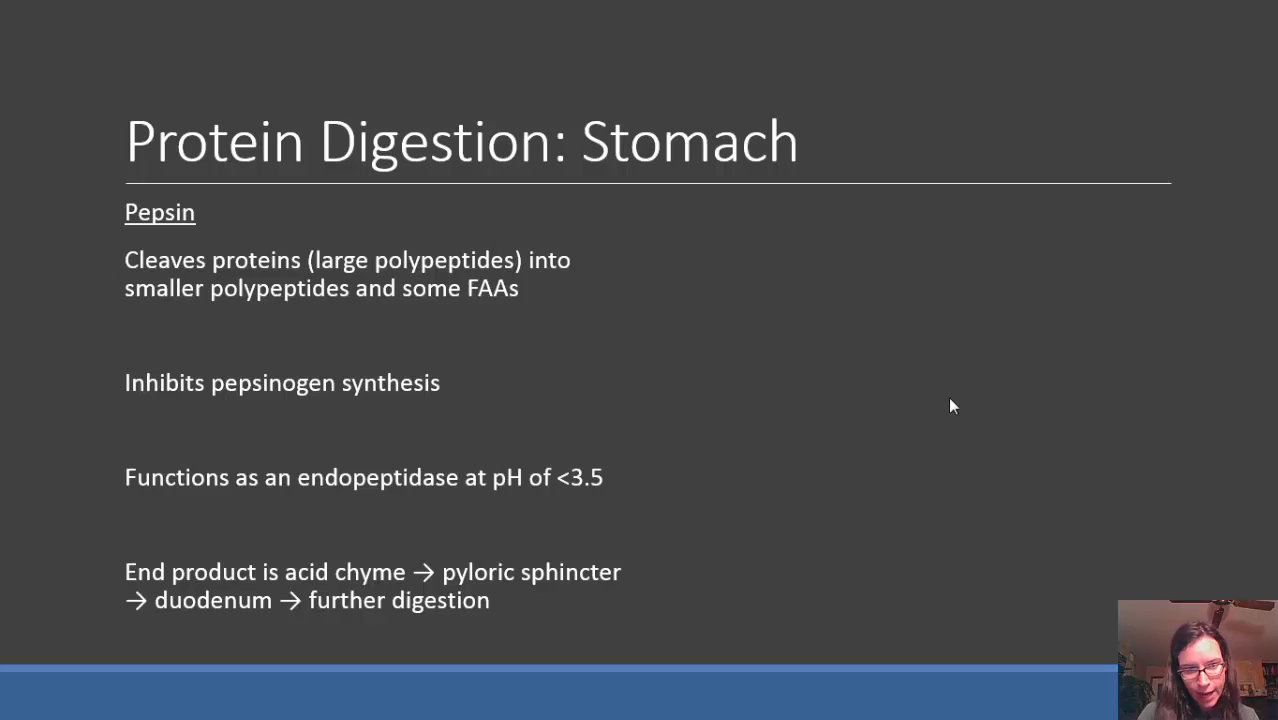 Protein Digestion: Stomach
Pepsin
Cleaves proteins (large polypeptides) into
smaller polypeptides and some FAAs
Inhibits pepsinogen synthesis
Functions as an endopeptidase at pH of <3.5
End product is acid chyme → pyloric sphincter
→ duodenum → further digestion